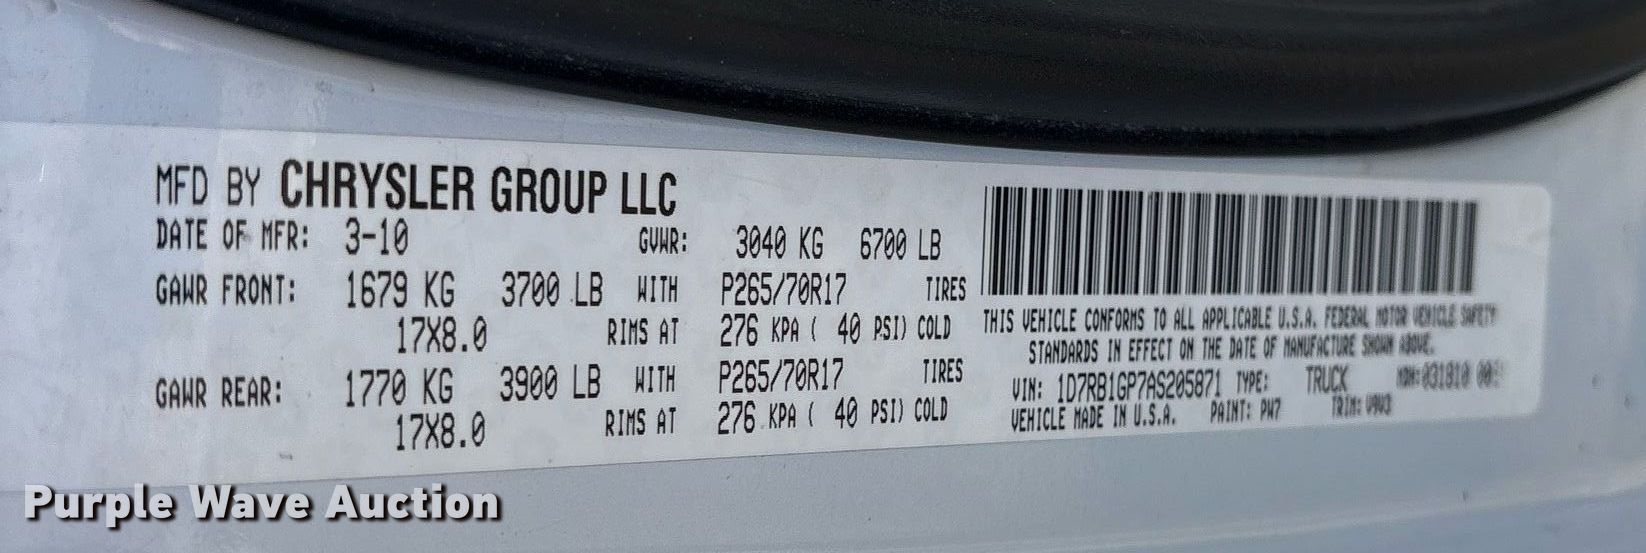 MFD BY CHRYSLER GROUP LLC
DATE OF MFR: 3-10 GVWR: 3040 KG 6700 LB
GAWR FRONT: 1679 KG 3700 LB WITH P265/70R17 TIRES
17X8.0 RIMS AT 276 KPA ( 40 PSI) COLD
GAWR REAR: 1770 KG 3900 LB WITH P265/70R17 TIRES
17X8.0 RIMS AT 276 KPA ( 40 PSI) COLD
THIS VEHICLE CONFORMS TO ALL APPLICABLE U.S.A. FEDERAL MOTOR VEHICLE SAFETY
STANDARDS IN EFFECT ON THE DATE OF MANUFACTURE SHOWN ABOVE.
VIN: 1D7RB1GP7AS205871 TYPE: TRUCK MDH:031810
VEHICLE MADE IN U.S.A. PAINT: PW7 TRIM: V9V3
Purple Wave Auction